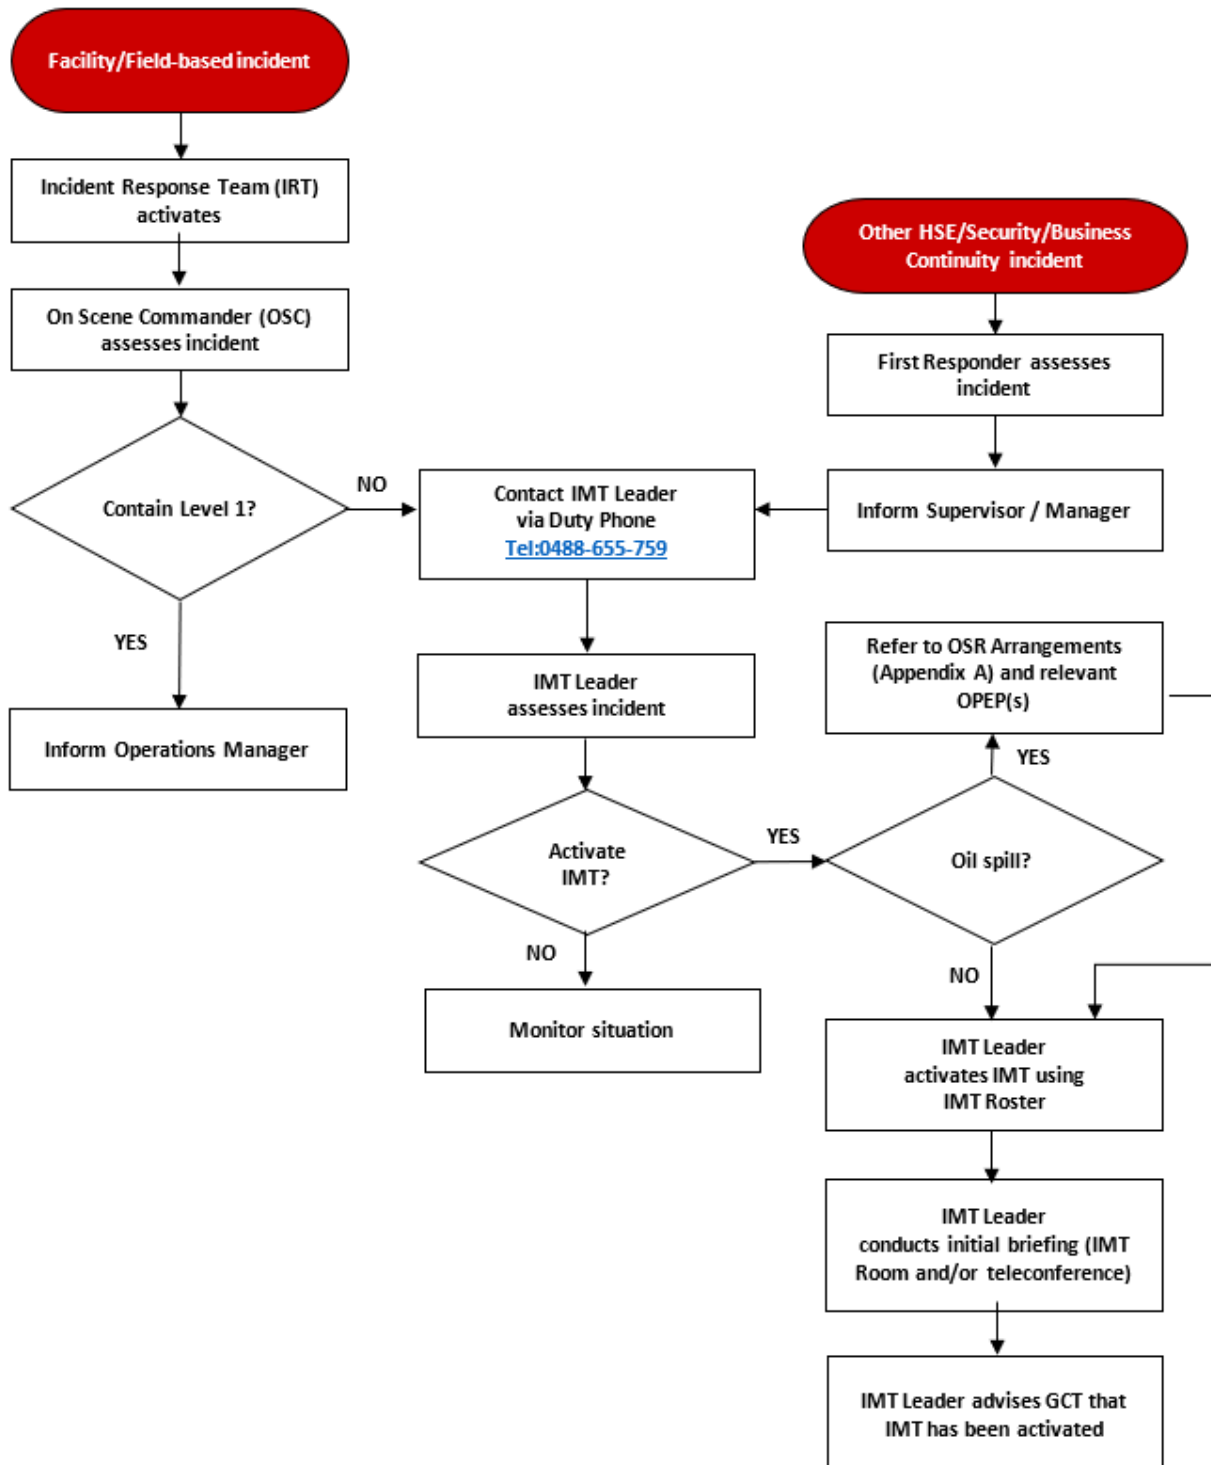 Facility/Field-based incident
Incident Response Team (IRT)
activates
On Scene Commander (OSC)
assesses incident
Contain Level 1?
NO
YES
Inform Operations Manager
Other HSE/Security/Business
Continuity incident
First Responder assesses
incident
Inform Supervisor / Manager
Contact IMT Leader
via Duty Phone
Tel:0488-655-759
IMT Leader
assesses incident
Activate
IMT?
YES
NO
Monitor situation
Refer to OSR Arrangements
(Appendix A) and relevant
OPEP(s)
YES
Oil spill?
NO
IMT Leader
activates IMT using
IMT Roster
IMT Leader
conducts initial briefing (IMT
Room and/or teleconference)
IMT Leader advises GCT that
IMT has been activated